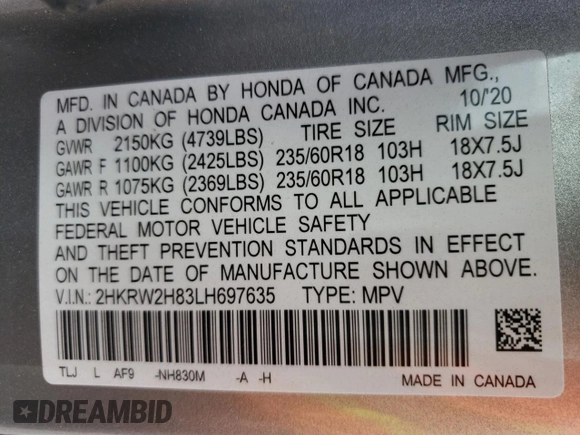 MFD. IN CANADA BY HONDA OF CANADA MFG.,
A DIVISION OF HONDA CANADA INC. 10/'20
GVWR 2150KG (4739LBS) TIRE SIZE RIM SIZE
GAWR F 1100KG (2425LBS) 235/60R18 103H 18X7.5J
GAWR R 1075KG (2369LBS) 235/60R18 103H 18X7.5J
THIS VEHICLE CONFORMS TO ALL APPLICABLE
FEDERAL MOTOR VEHICLE SAFETY
AND THEFT PREVENTION STANDARDS IN EFFECT
ON THE DATE OF MANUFACTURE SHOWN ABOVE.
V.I.N.: 2HKRW2H83LH697635 TYPE: MPV
TLJ L AF9 -NH830M -A -H MADE IN CANADA
DREAMBID